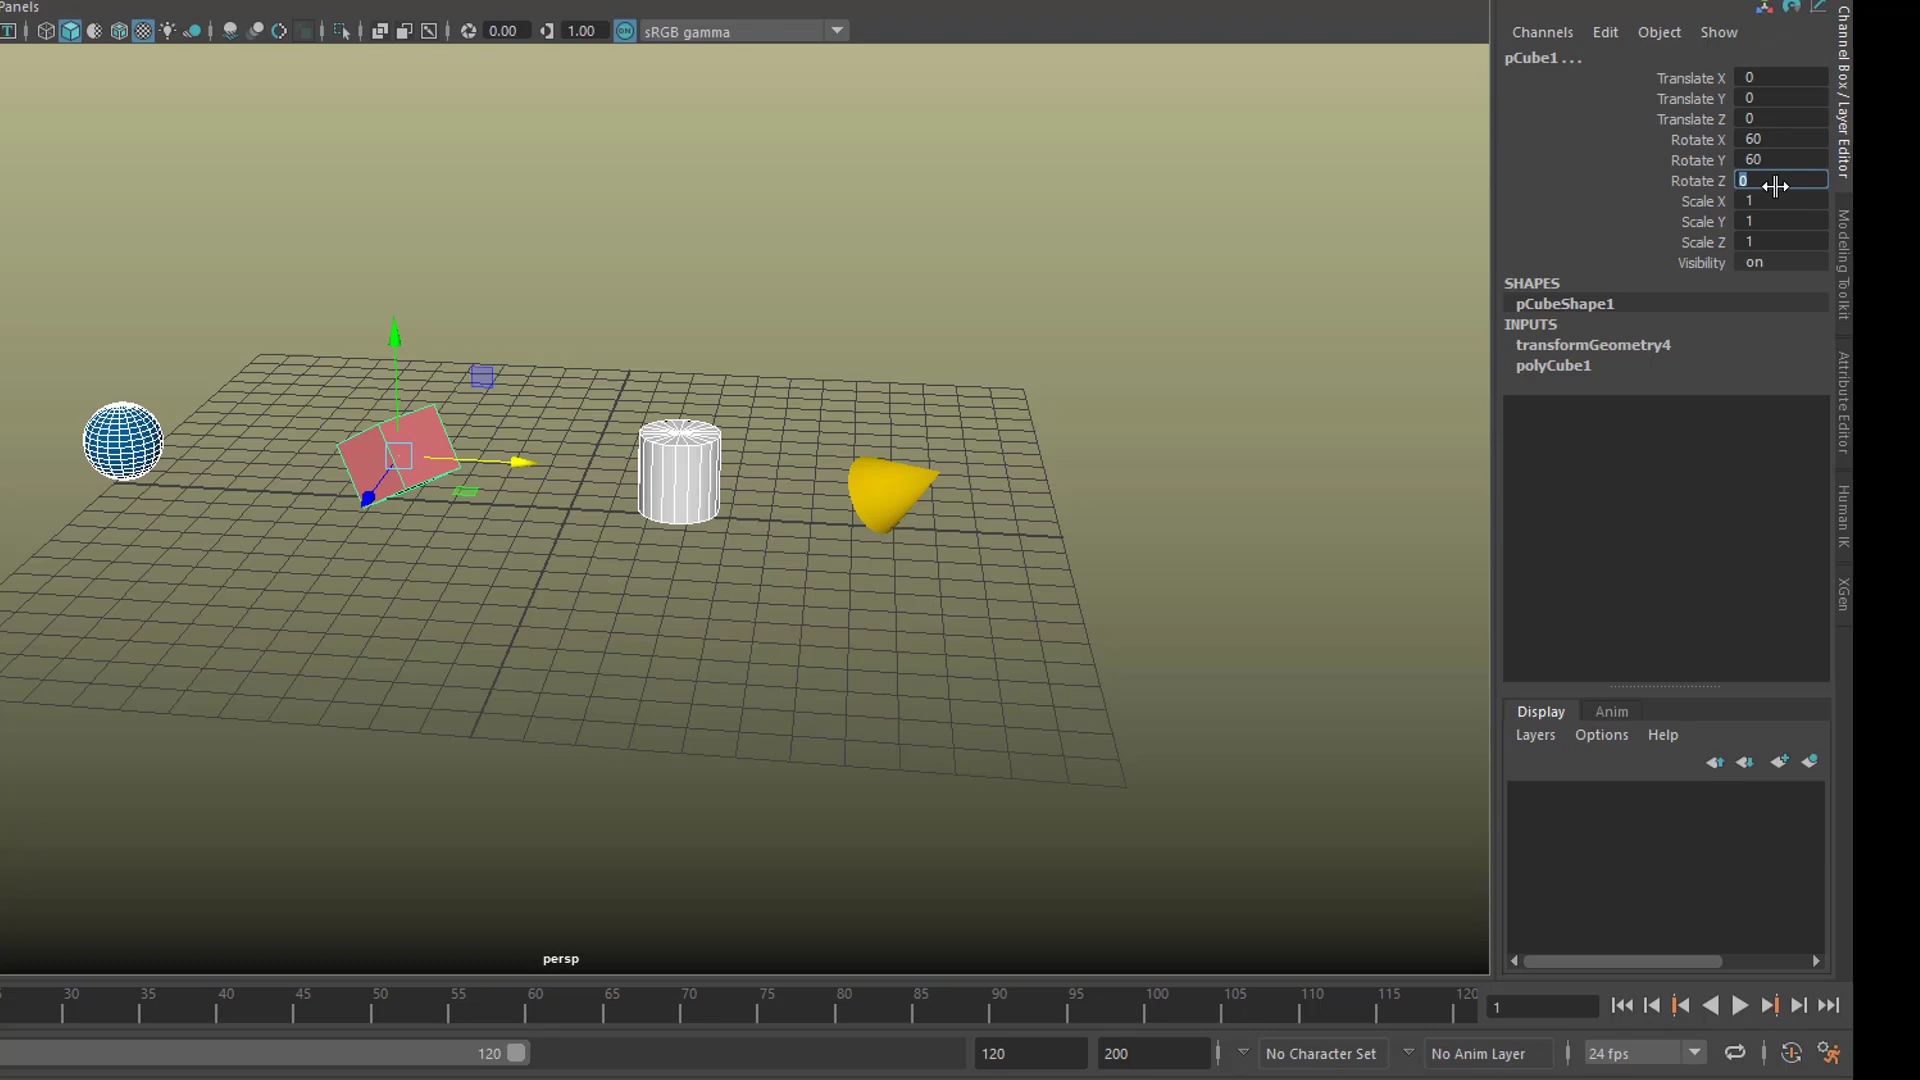 Panels
0.00 1.00 ON sRGB gamma
Channels Edit Object Show
pCube1 ...
Translate X 0
Translate Y 0
Translate Z 0
Rotate X 60
Rotate Y 60
Rotate Z 0
Scale X 1
Scale Y 1
Scale Z 1
Visibility on
SHAPES
pCubeShape1
INPUTS
transformGeometry4
polyCube1
Channel Box / Layer Editor
Modeling Toolkit
Attribute Editor
Human IK
XGen
Display Anim
Layers Options Help
persp
30 35 40 45 50 55 60 65 70 75 80 85 90 95 100 105 110 115 120
1
120 120 200 No Character Set No Anim Layer 24 fps